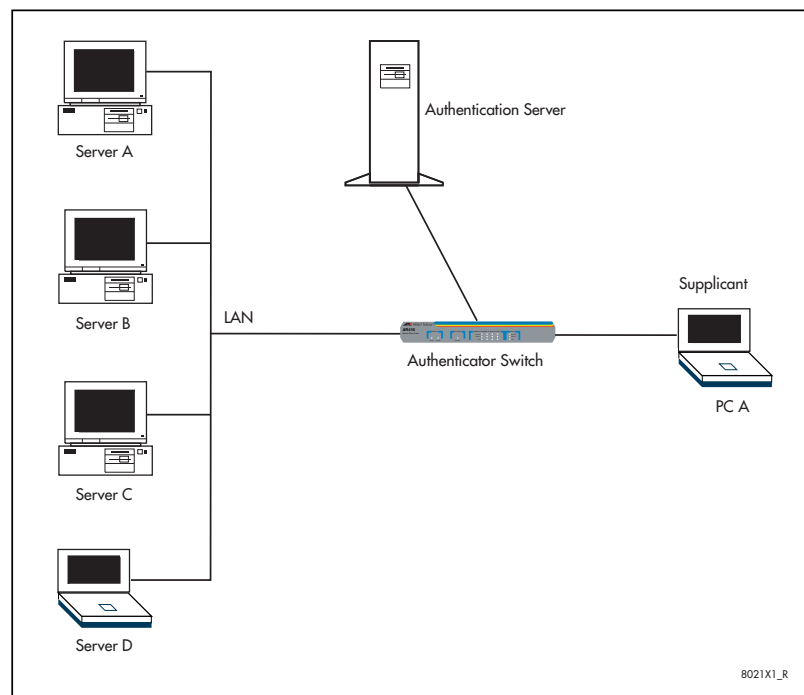 Server A
Authentication Server
Server B
Supplicant
LAN
Authenticator Switch
PC A
Server C
Server D
8021X1_R